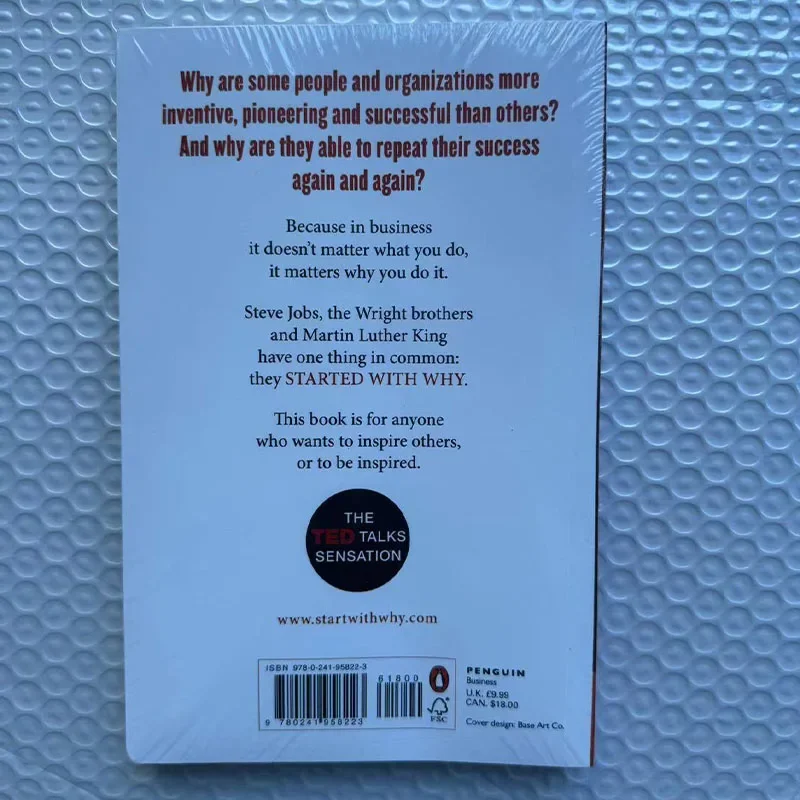 Why are some people and organizations more
inventive, pioneering and successful than others?
And why are they able to repeat their success
again and again?
Because in business
it doesn't matter what you do,
it matters why you do it.
Steve Jobs, the Wright brothers
and Martin Luther King
have one thing in common:
they STARTED WITH WHY.
This book is for anyone
who wants to inspire others,
or to be inspired.
THE
TED TALKS
SENSATION
www.startwithwhy.com
ISBN 978-0-241-95822-3
61800
9 780241 958223
FSC
PENGUIN
Business
U.K. £9.99
CAN. $18.00
Cover design: Base Art Co.